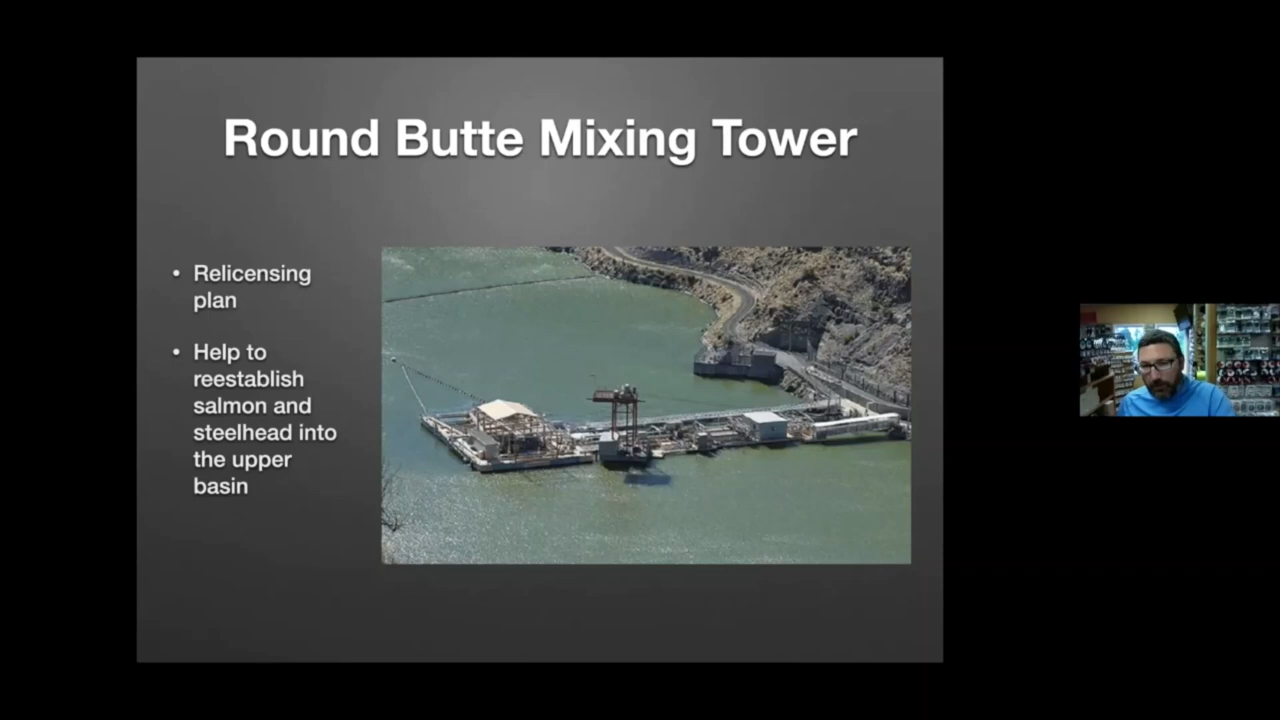 Round Butte Mixing Tower
• Relicensing
plan
• Help to
reestablish
salmon and
steelhead into
the upper
basin